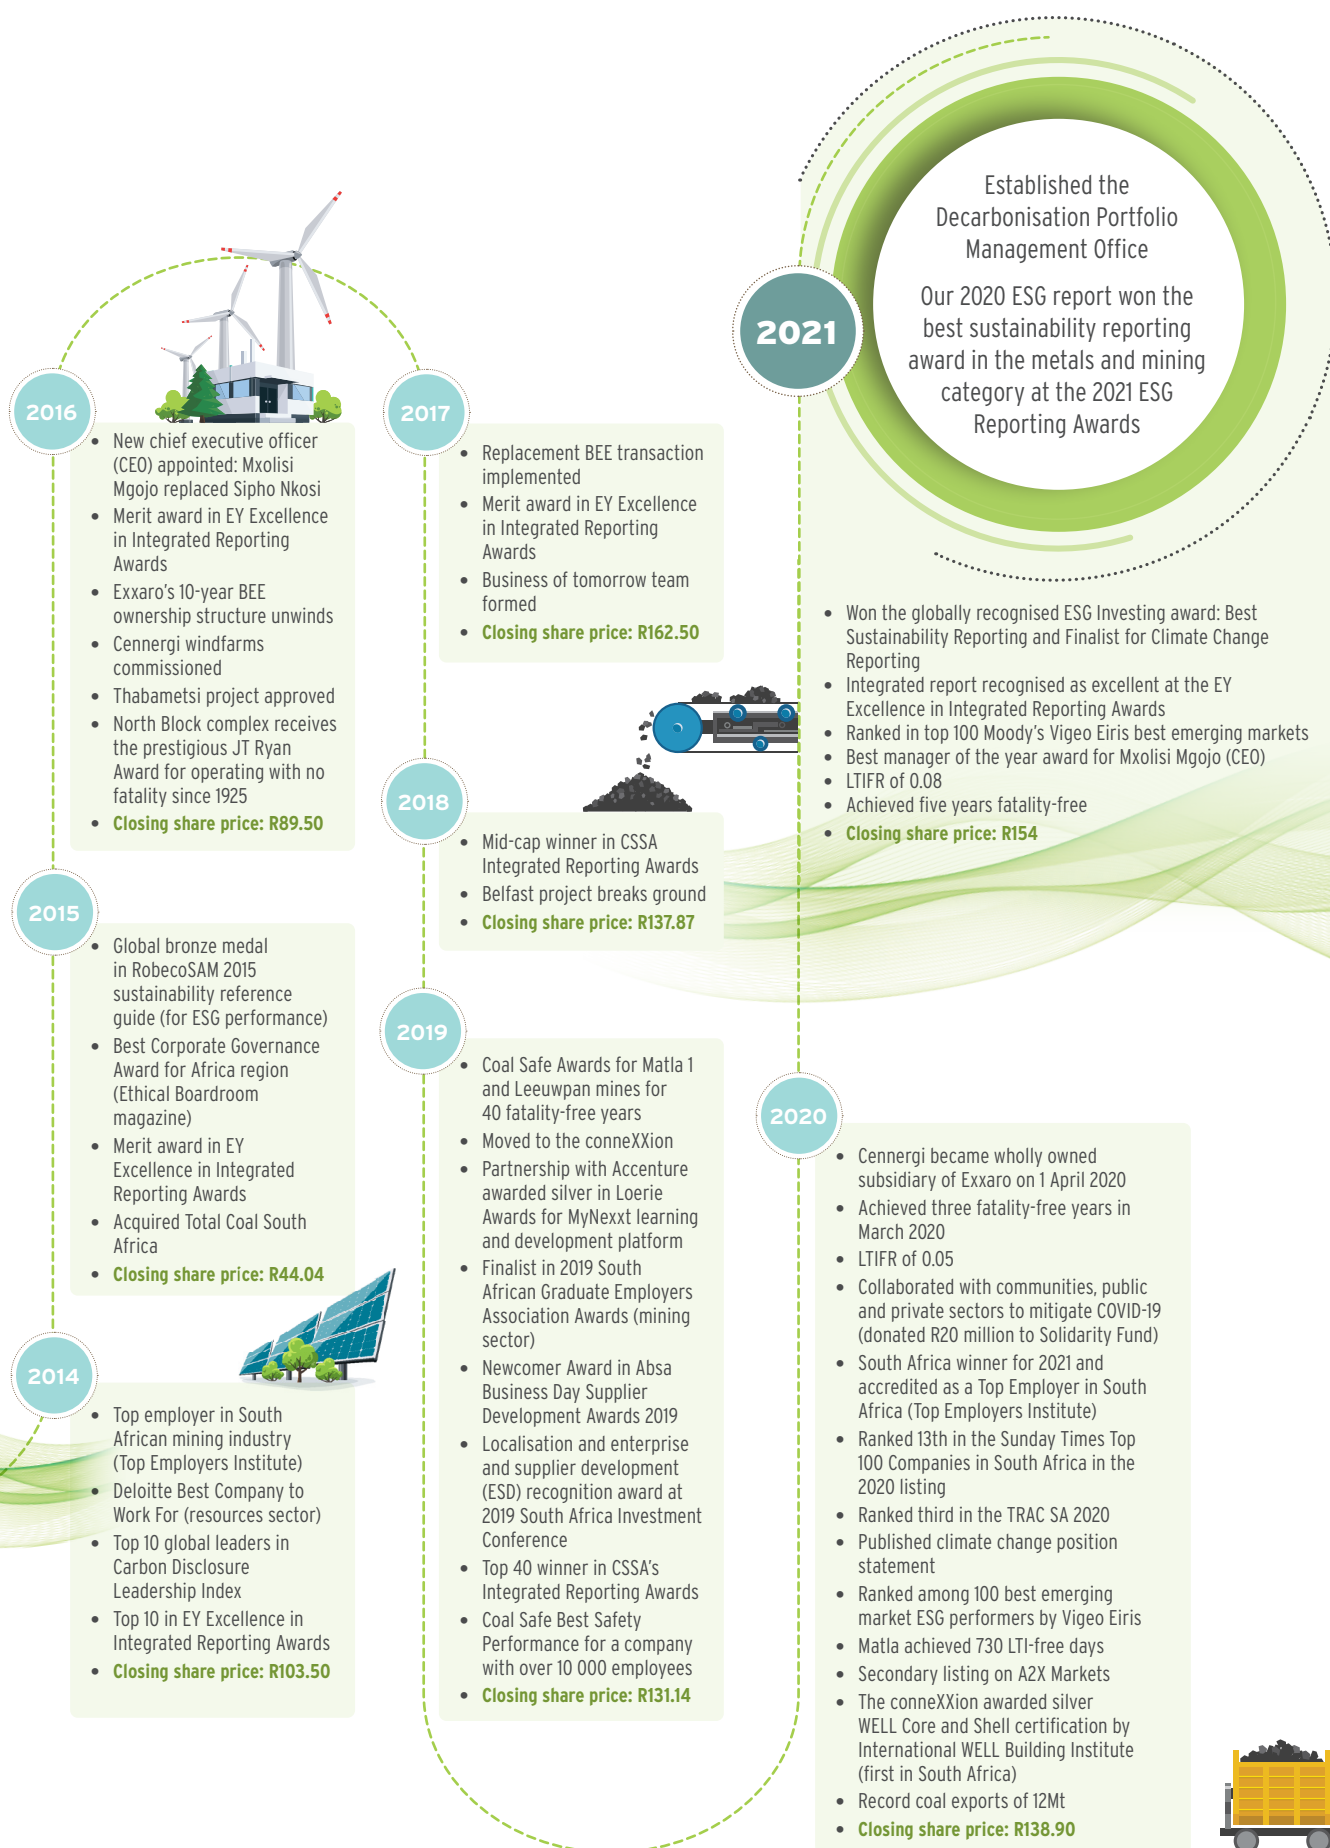 2016
• New chief executive officer
(CEO) appointed: Mxolisi
Mgojo replaced Sipho Nkosi
• Merit award in EY Excellence
in Integrated Reporting
Awards
• Exxaro's 10-year BEE
ownership structure unwinds
• Cennergi windfarms
commissioned
• Thabametsi project approved
• North Block complex receives
the prestigious JT Ryan
Award for operating with no
fatality since 1925
• Closing share price: R89.50
2015
• Global bronze medal
in RobecoSAM 2015
sustainability reference
guide (for ESG performance)
• Best Corporate Governance
Award for Africa region
(Ethical Boardroom
magazine)
• Merit award in EY
Excellence in Integrated
Reporting Awards
• Acquired Total Coal South
Africa
• Closing share price: R44.04
2014
• Top employer in South
African mining industry
(Top Employers Institute)
• Deloitte Best Company to
Work For (resources sector)
• Top 10 global leaders in
Carbon Disclosure
Leadership Index
• Top 10 in EY Excellence in
Integrated Reporting Awards
• Closing share price: R103.50
2017
• Replacement BEE transaction
implemented
• Merit award in EY Excellence
in Integrated Reporting
Awards
• Business of tomorrow team
formed
• Closing share price: R162.50
2018
• Mid-cap winner in CSSA
Integrated Reporting Awards
• Belfast project breaks ground
• Closing share price: R137.87
2019
• Coal Safe Awards for Matla 1
and Leeuwpan mines for
40 fatality-free years
• Moved to the conneXXion
• Partnership with Accenture
awarded silver in Loerie
Awards for MyNexxt learning
and development platform
• Finalist in 2019 South
African Graduate Employers
Association Awards (mining
sector)
• Newcomer Award in Absa
Business Day Supplier
Development Awards 2019
• Localisation and enterprise
and supplier development
(ESD) recognition award at
2019 South Africa Investment
Conference
• Top 40 winner in CSSA's
Integrated Reporting Awards
• Coal Safe Best Safety
Performance for a company
with over 10 000 employees
• Closing share price: R131.14
2021
Established the
Decarbonisation Portfolio
Management Office
Our 2020 ESG report won the
best sustainability reporting
award in the metals and mining
category at the 2021 ESG
Reporting Awards
• Won the globally recognised ESG Investing award: Best
Sustainability Reporting and Finalist for Climate Change
Reporting
• Integrated report recognised as excellent at the EY
Excellence in Integrated Reporting Awards
• Ranked in top 100 Moody's Vigeo Eiris best emerging markets
• Best manager of the year award for Mxolisi Mgojo (CEO)
• LTIFR of 0.08
• Achieved five years fatality-free
• Closing share price: R154
2020
• Cennergi became wholly owned
subsidiary of Exxaro on 1 April 2020
• Achieved three fatality-free years in
March 2020
• LTIFR of 0.05
• Collaborated with communities, public
and private sectors to mitigate COVID-19
(donated R20 million to Solidarity Fund)
• South Africa winner for 2021 and
accredited as a Top Employer in South
Africa (Top Employers Institute)
• Ranked 13th in the Sunday Times Top
100 Companies in South Africa in the
2020 listing
• Ranked third in the TRAC SA 2020
• Published climate change position
statement
• Ranked among 100 best emerging
market ESG performers by Vigeo Eiris
• Matla achieved 730 LTI-free days
• Secondary listing on A2X Markets
• The conneXXion awarded silver
WELL Core and Shell certification by
International WELL Building Institute
(first in South Africa)
• Record coal exports of 12Mt
• Closing share price: R138.90